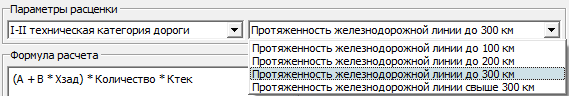 Параметры расценки
I-II техническая категория дороги
Протяженность железнодорожной линии до 300 км
Протяженность железнодорожной линии до 100 км
Протяженность железнодорожной линии до 200 км
Протяженность железнодорожной линии до 300 км
Протяженность железнодорожной линии свыше 300 км
Формула расчета
(А + В * Xзад) * Количество * Ктек